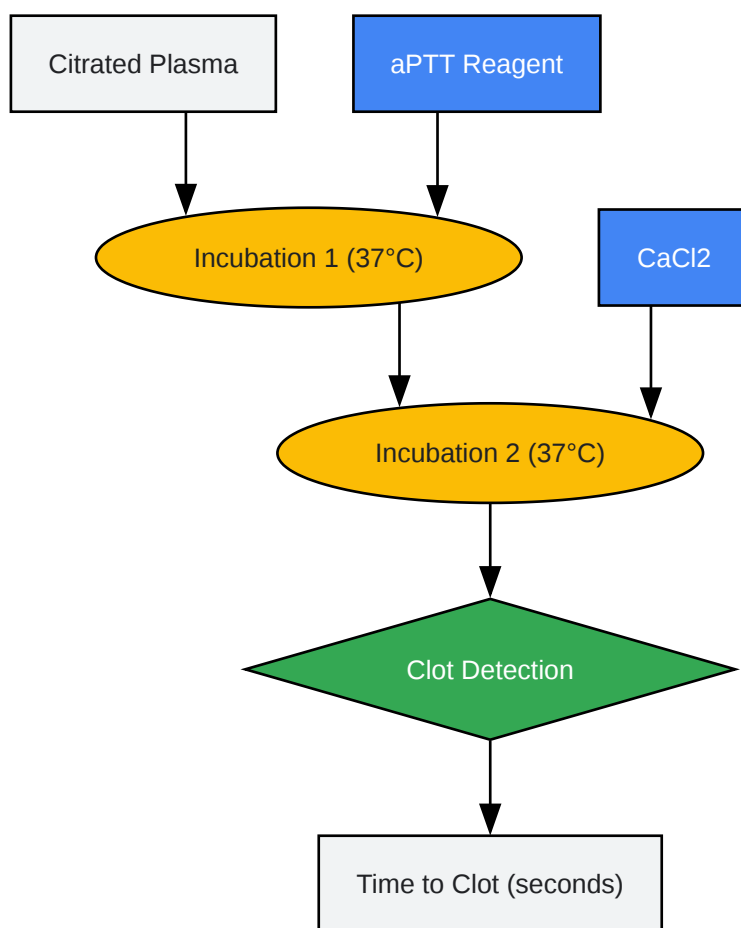 Citrated Plasma
aPTT Reagent
Incubation 1 (37°C)
CaCl2
Incubation 2 (37°C)
Clot Detection
Time to Clot (seconds)